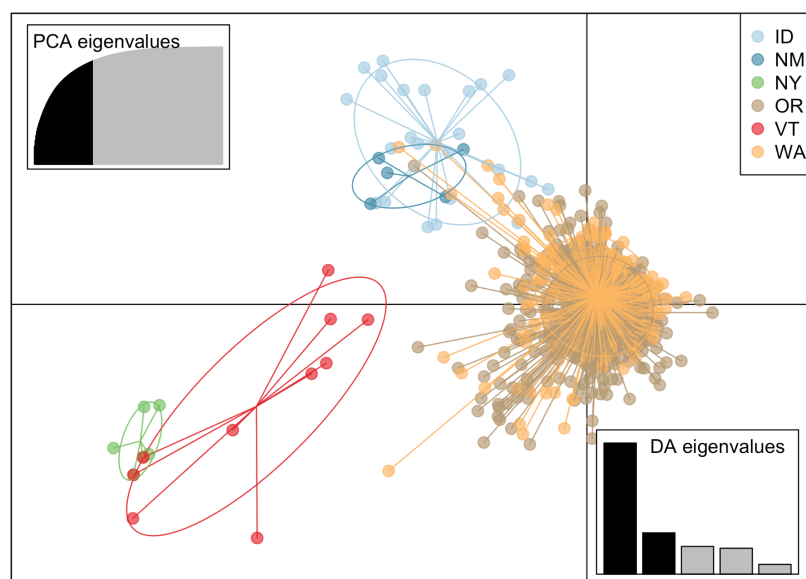 PCA eigenvalues
ID
NM
NY
OR
VT
WA
DA eigenvalues